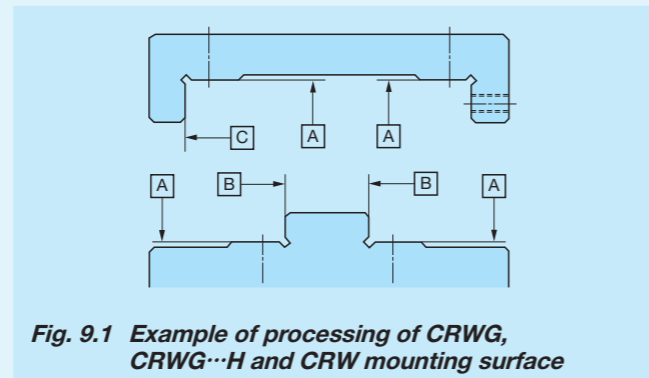 C
A
A
A
B
B
A
Fig. 9.1 Example of processing of CRWG,
CRWG···H and CRW mounting surface